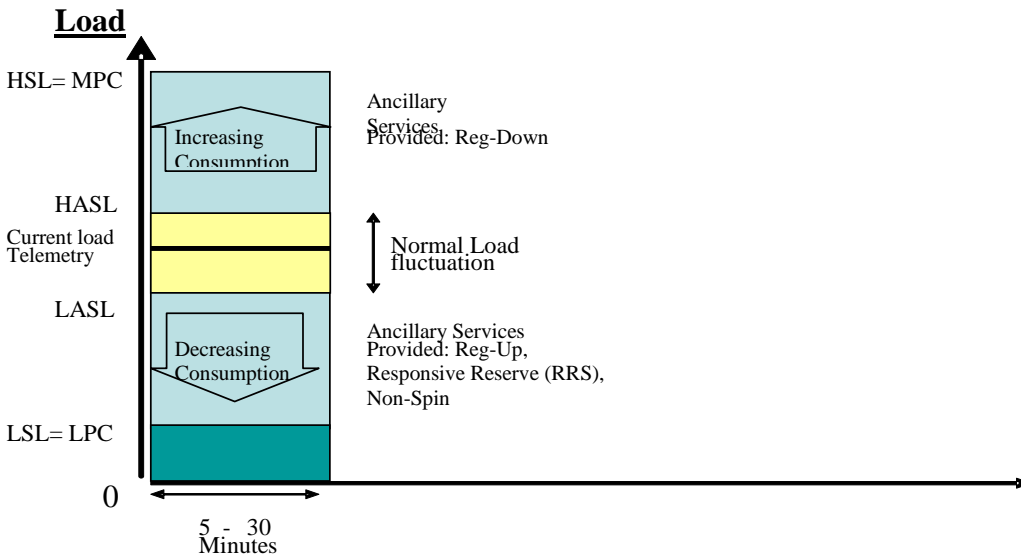 Load
HSL= MPC
Ancillary
Services
Provided: Reg-Down
Increasing
Consumption
HASL
Current load
Telemetry
Normal Load
fluctuation
LASL
Ancillary Services
Provided: Reg-Up,
Responsive Reserve (RRS),
Non-Spin
Decreasing
Consumption
LSL= LPC
0
5 - 30
Minutes